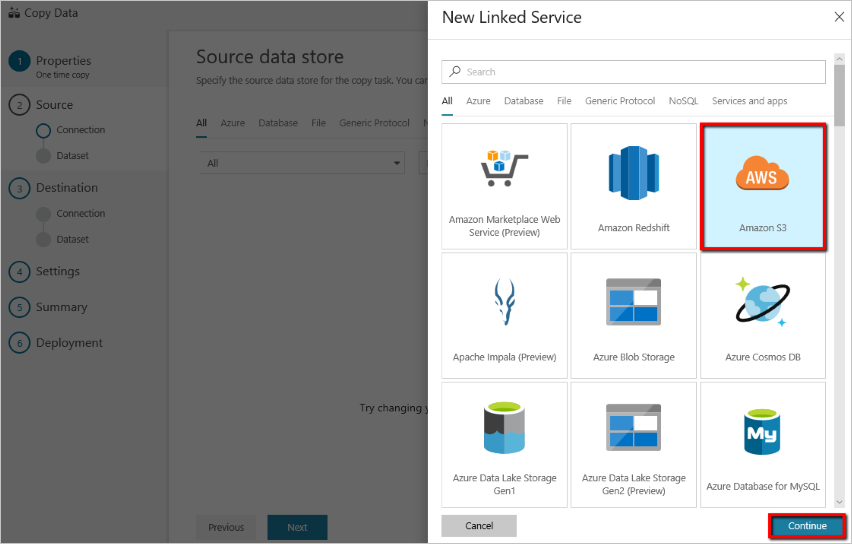 Copy Data
1 Properties
One time copy
2 Source
Connection
Dataset
3 Destination
Connection
Dataset
4 Settings
5 Summary
6 Deployment
Source data store
Specify the source data store for the copy task. You can
All Azure Database File Generic Protocol
All
Try changing
Previous Next
New Linked Service
Search
All Azure Database File Generic Protocol NoSQL Services and apps
Amazon Marketplace Web
Service (Preview)
Amazon Redshift
AWS
Amazon S3
Apache Impala (Preview)
Azure Blob Storage
Azure Cosmos DB
Azure Data Lake Storage
Gen1
Azure Data Lake Storage
Gen2 (Preview)
My
Azure Database for MySQL
Cancel Continue